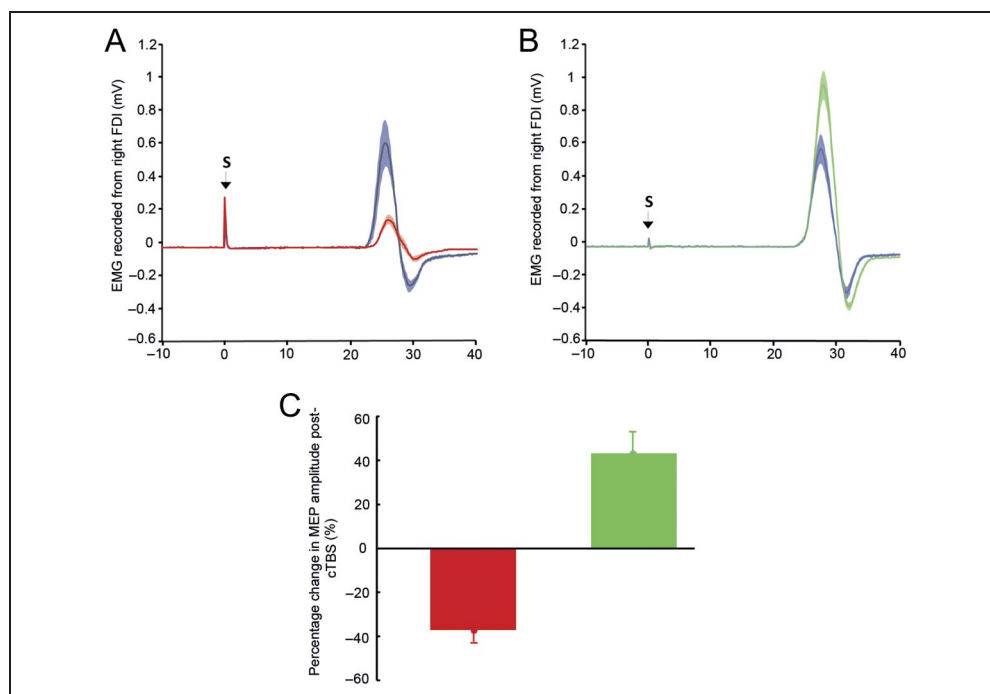 A
EMG recorded from right FDI (mV)
1.2
1
0.8
0.6
0.4
0.2
0
–0.2
–0.4
–0.6
S
–10 0 10 20 30 40
B
EMG recorded from right FDI (mV)
1.2
1
0.8
0.6
0.4
0.2
0
–0.2
–0.4
–0.6
S
–10 0 10 20 30 40
C
Percentage change in MEP amplitude post-
cTBS (%)
60
40
20
0
–20
–40
–60